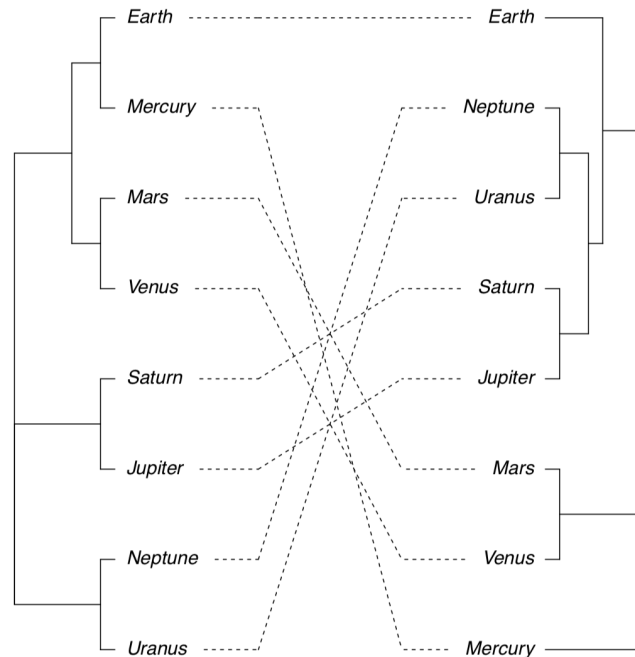 Earth Earth
Mercury Neptune
Mars Uranus
Venus Saturn
Saturn Jupiter
Jupiter Mars
Neptune Venus
Uranus Mercury